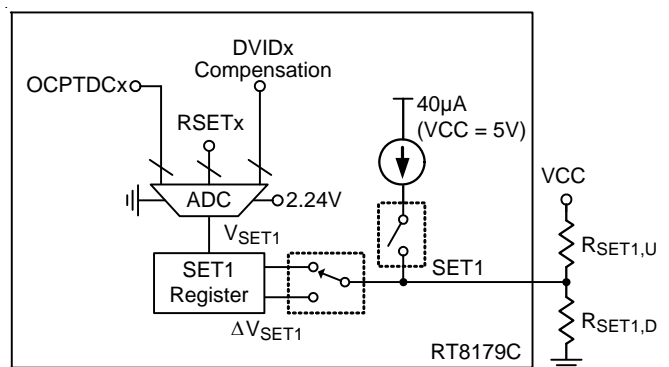 DVIDx
Compensation
OCPTDCx
RSETx
40µA
(VCC = 5V)
ADC
2.24V
VCC
VSET1
RSET1,U
SET1
Register
SET1
ΔVSET1
RSET1,D
RT8179C